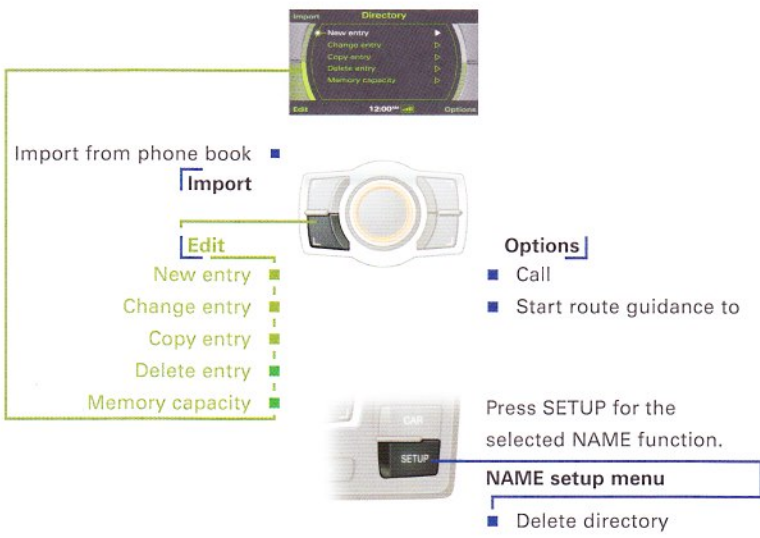 Import Directory
New entry
Change entry
Copy entry
Delete entry
Memory capacity
Edit 12:00 Options
Import from phone book
Import
Edit
New entry
Change entry
Copy entry
Delete entry
Memory capacity
Options
Call
Start route guidance to
CAR
SETUP
Press SETUP for the
selected NAME function.
NAME setup menu
Delete directory